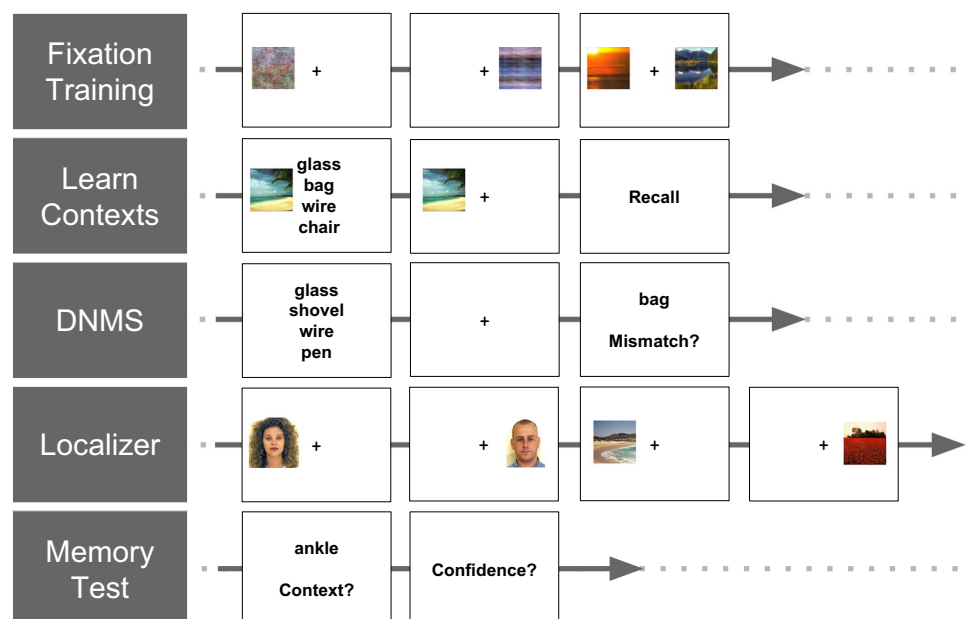 Fixation
Training
+
+
+
Learn
Contexts
glass
bag
wire
chair
+
Recall
DNMS
glass
shovel
wire
pen
+
bag
Mismatch?
Localizer
+
+
+
+
Memory
Test
ankle
Context?
Confidence?